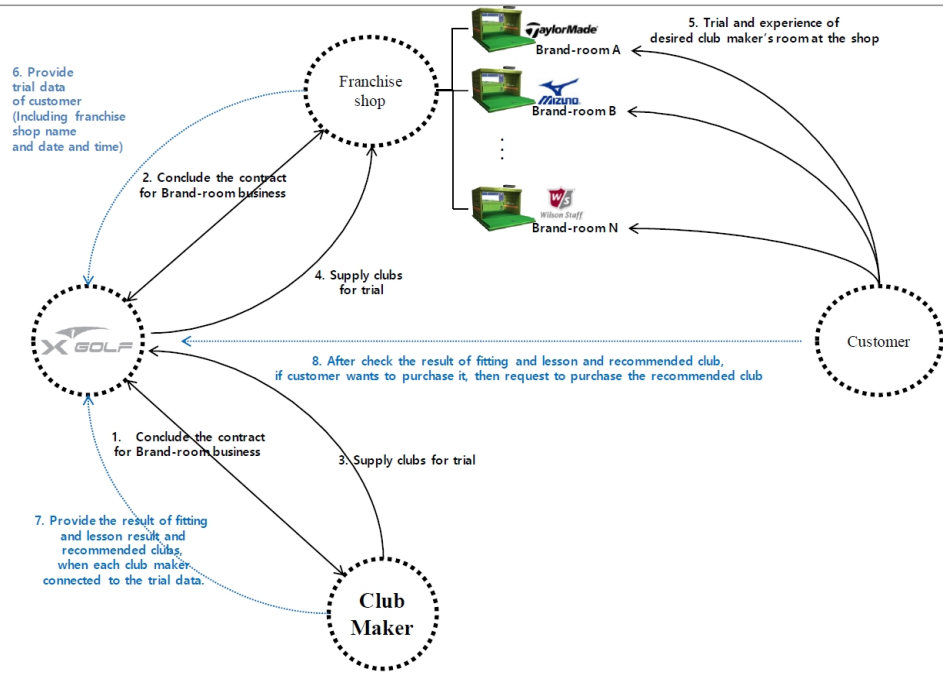 TaylorMade
Brand-room A
5. Trial and experience of
desired club maker's room at the shop
6. Provide
trial data
of customer
(Including franchise
shop name
and date and time)
Franchise
shop
MIZUNO
Brand-room B
2. Conclude the contract
for Brand-room business
W/S
Wilson Staff
Brand-room N
4. Supply clubs
for trial
X GOLF
Customer
8. After check the result of fitting and lesson and recommended club,
if customer wants to purchase it, then request to purchase the recommended club
1. Conclude the contract
for Brand-room business
3. Supply clubs for trial
7. Provide the result of fitting
and lesson result and
recommended clubs,
when each club maker
connected to the trial data.
Club
Maker